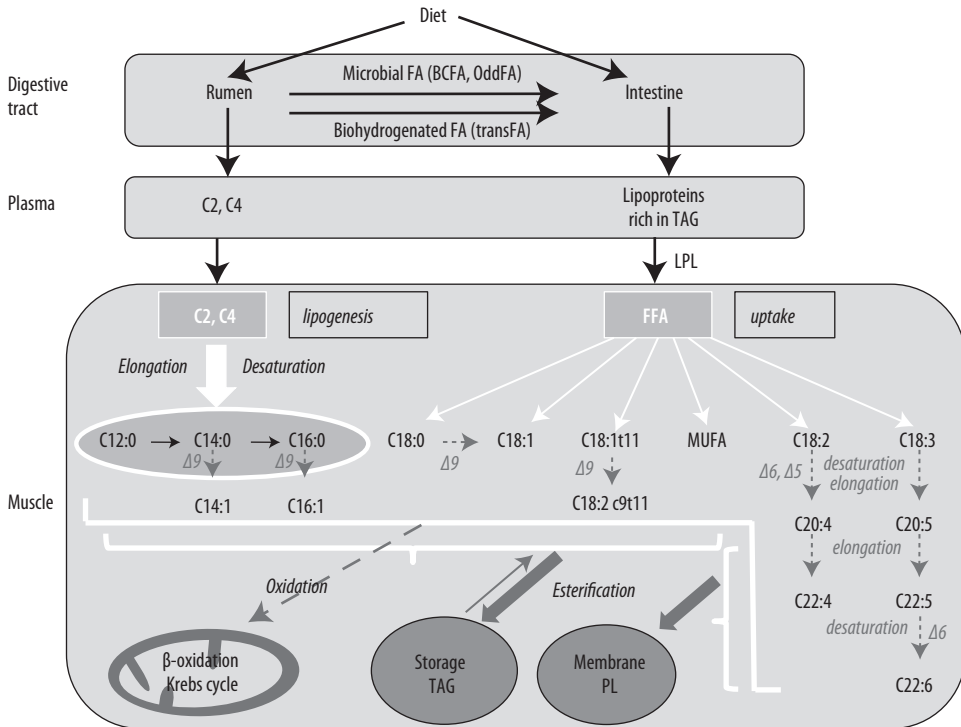 Diet
Digestive
tract
Rumen
Microbial FA (BCFA, OddFA)
Intestine
Biohydrogenated FA (transFA)
Plasma
C2, C4
Lipoproteins
rich in TAG
LPL
C2, C4
lipogenesis
FFA
uptake
Elongation
Desaturation
C12:0
C14:0
C16:0
C18:0
C18:1
C18:1t11
MUFA
C18:2
C18:3
Δ9
Δ9
Δ9
Δ9
Δ6, Δ5
desaturation
elongation
Muscle
C14:1
C16:1
C18:2 c9t11
C20:4
C20:5
elongation
Oxidation
Esterification
C22:4
C22:5
desaturation
Δ6
β-oxidation
Krebs cycle
Storage
TAG
Membrane
PL
C22:6